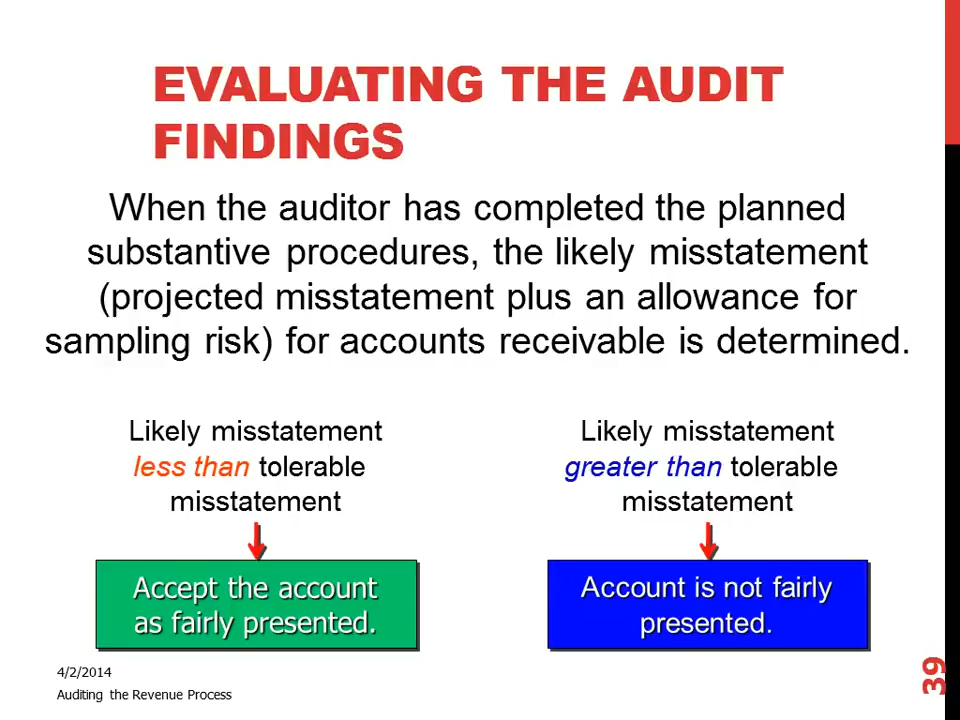 EVALUATING THE AUDIT
FINDINGS
When the auditor has completed the planned
substantive procedures, the likely misstatement
(projected misstatement plus an allowance for
sampling risk) for accounts receivable is determined.
Likely misstatement
less than tolerable
misstatement
Accept the account
as fairly presented.
Likely misstatement
greater than tolerable
misstatement
Account is not fairly
presented.
4/2/2014
Auditing the Revenue Process
39